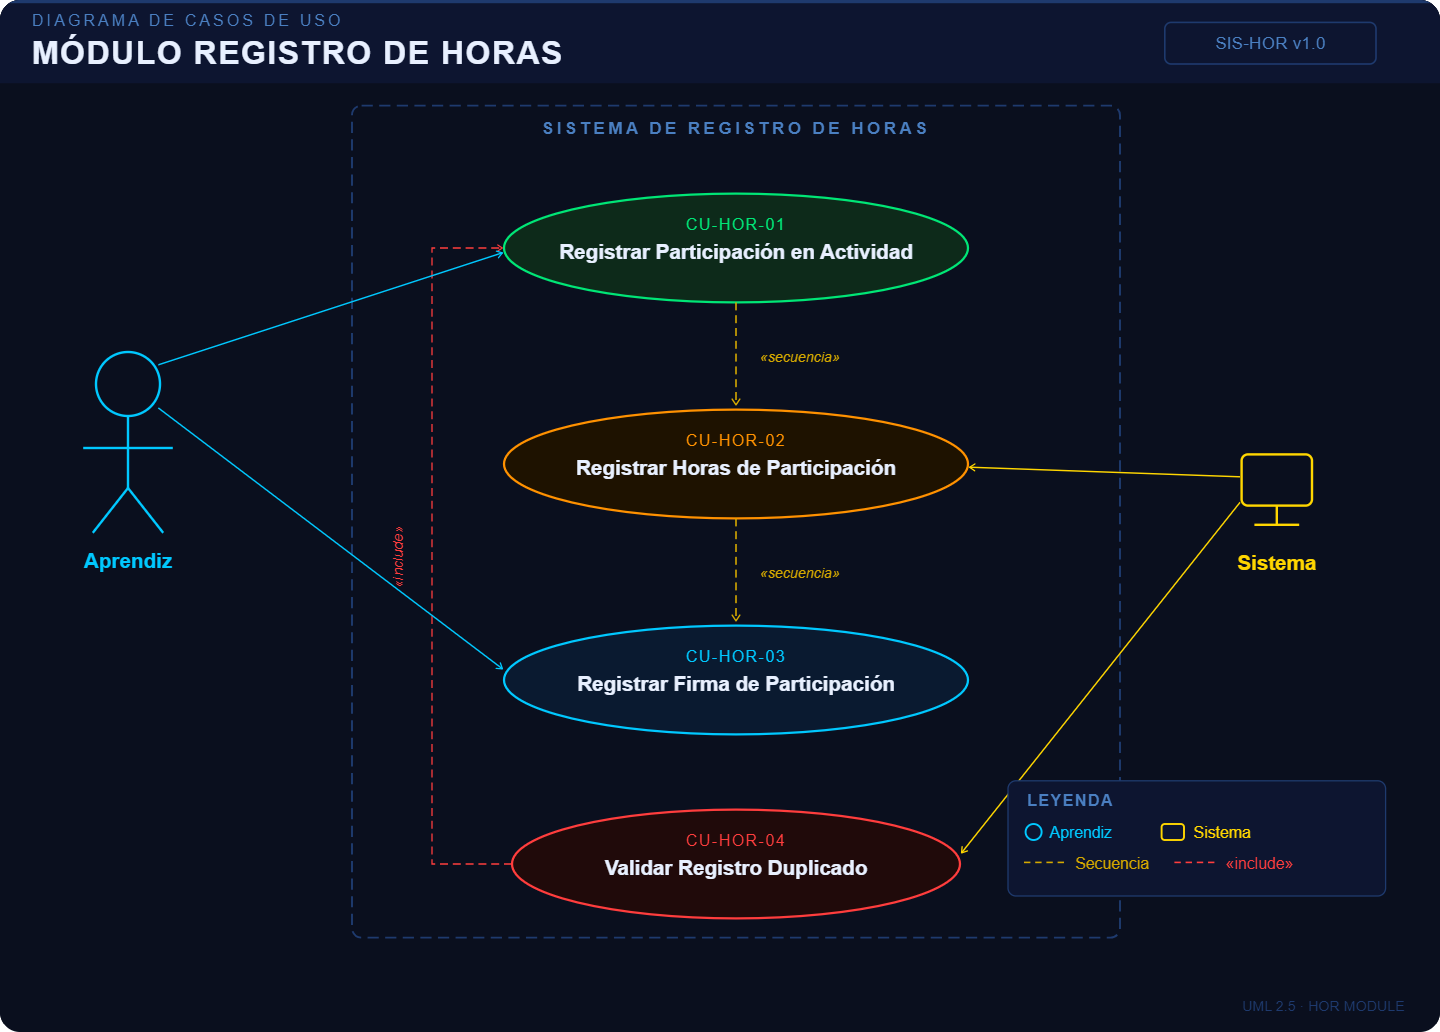 DIAGRAMA DE CASOS DE USO
MÓDULO REGISTRO DE HORAS
SIS-HOR v1.0
SISTEMA DE REGISTRO DE HORAS
CU-HOR-01
Registrar Participación en Actividad
«secuencia»
CU-HOR-02
Registrar Horas de Participación
Aprendiz
«include»
Sistema
«secuencia»
CU-HOR-03
Registrar Firma de Participación
CU-HOR-04
Validar Registro Duplicado
LEYENDA
Aprendiz
Sistema
Secuencia
«include»
UML 2.5 · HOR MODULE